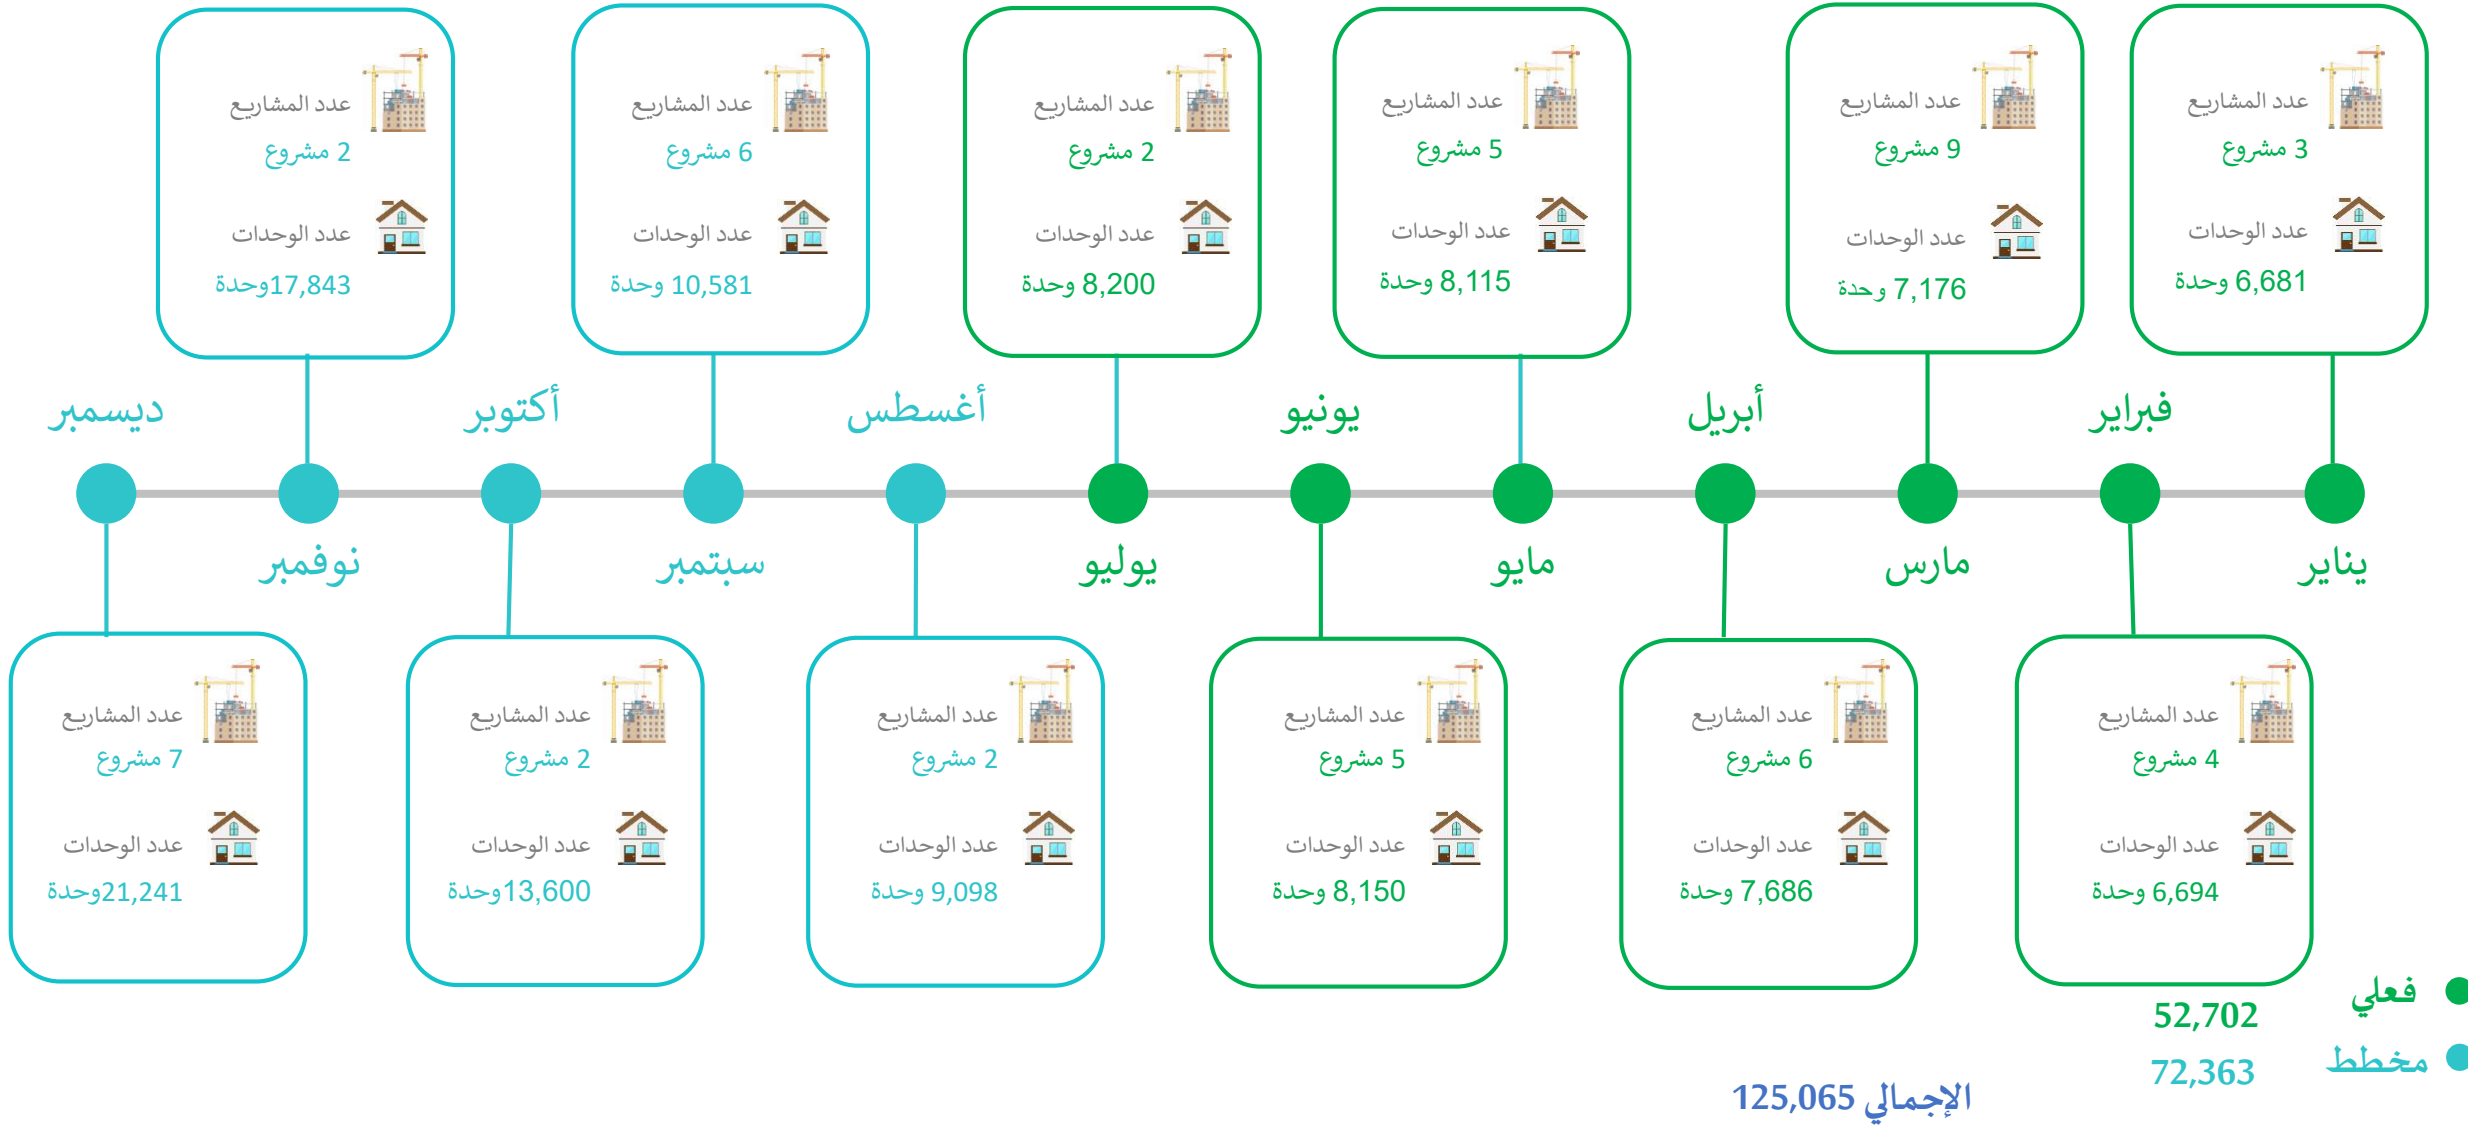 عدد المشاريع
3 مشروع
عدد الوحدات
6,681 وحدة
عدد المشاريع
9 مشروع
عدد الوحدات
7,176 وحدة
عدد المشاريع
5 مشروع
عدد الوحدات
8,115 وحدة
عدد المشاريع
2 مشروع
عدد الوحدات
8,200 وحدة
عدد المشاريع
6 مشروع
عدد الوحدات
10,581 وحدة
عدد المشاريع
2 مشروع
عدد الوحدات
17,843وحدة
فبراير
أبريل
يونيو
أغسطس
أكتوبر
ديسمبر
يناير
مارس
مايو
يوليو
سبتمبر
نوفمبر
عدد المشاريع
4 مشروع
عدد الوحدات
6,694 وحدة
عدد المشاريع
6 مشروع
عدد الوحدات
7,686 وحدة
عدد المشاريع
5 مشروع
عدد الوحدات
8,150 وحدة
عدد المشاريع
2 مشروع
عدد الوحدات
9,098 وحدة
عدد المشاريع
2 مشروع
عدد الوحدات
13,600وحدة
عدد المشاريع
7 مشروع
عدد الوحدات
21,241وحدة
فعلي
52,702
مخطط
72,363
الإجمالي 125,065